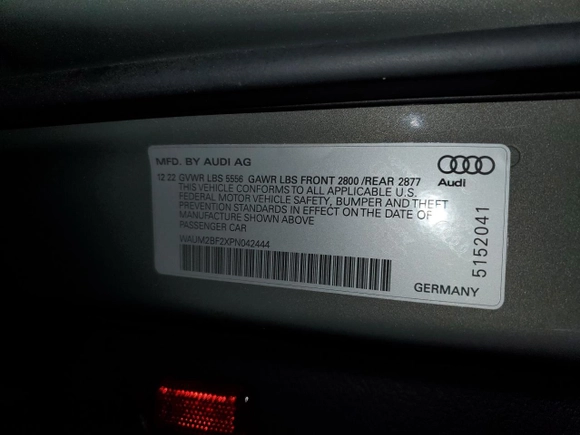 MFD. BY AUDI AG
12 22 GVWR LBS 5556 GAWR LBS FRONT 2800 /REAR 2877
THIS VEHICLE CONFORMS TO ALL APPLICABLE U.S.
FEDERAL MOTOR VEHICLE SAFETY, BUMPER AND THEFT
PREVENTION STANDARDS IN EFFECT ON THE DATE OF
MANUFACTURE SHOWN ABOVE
PASSENGER CAR
WAUM2BF2XPN042444
Audi
5152041
GERMANY